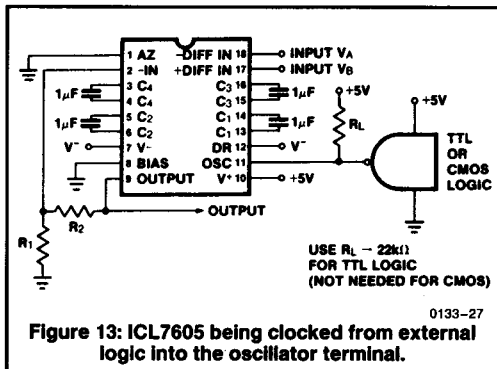 1 AZ −DIFF IN 18 INPUT VA
2 -IN +DIFF IN 17 INPUT VB
3 C4 C3 16
1μF 1μF
4 C4 C3 15
5 C2 C1 14
1μF 1μF
6 C2 C1 13
V− 7 V- DR 12 V−
8 BIAS OSC 11
9 OUTPUT V+ 10 +5V
+5V
RL
+5V
TTL
OR
CMOS
LOGIC
R2
OUTPUT
R1
USE RL → 22kΩ
FOR TTL LOGIC
(NOT NEEDED FOR CMOS)
0133-27
Figure 13: ICL7605 being clocked from external
logic into the oscillator terminal.